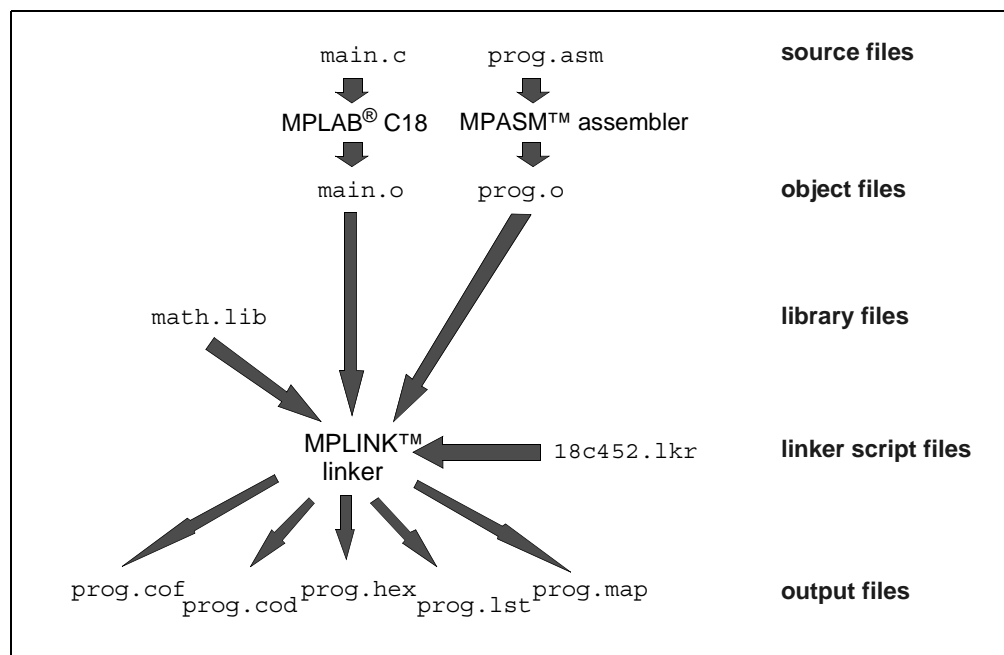 main.c prog.asm source files
MPLAB® C18 MPASM™ assembler
main.o prog.o object files
math.lib library files
MPLINK™
linker
18c452.lkr linker script files
prog.cof prog.cod prog.hex prog.lst prog.map output files